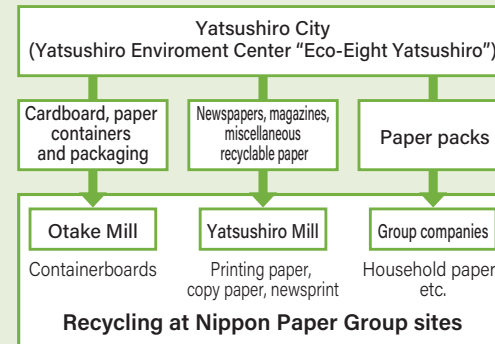 Yatsushiro City
(Yatsushiro Enviroment Center “Eco-Eight Yatsushiro”)
Cardboard, paper
containers
and packaging
Newspapers, magazines,
miscellaneous
recyclable paper
Paper packs
Otake Mill
Yatsushiro Mill
Group companies
Containerboards
Printing paper,
copy paper, newsprint
Household paper,
etc.
Recycling at Nippon Paper Group sites